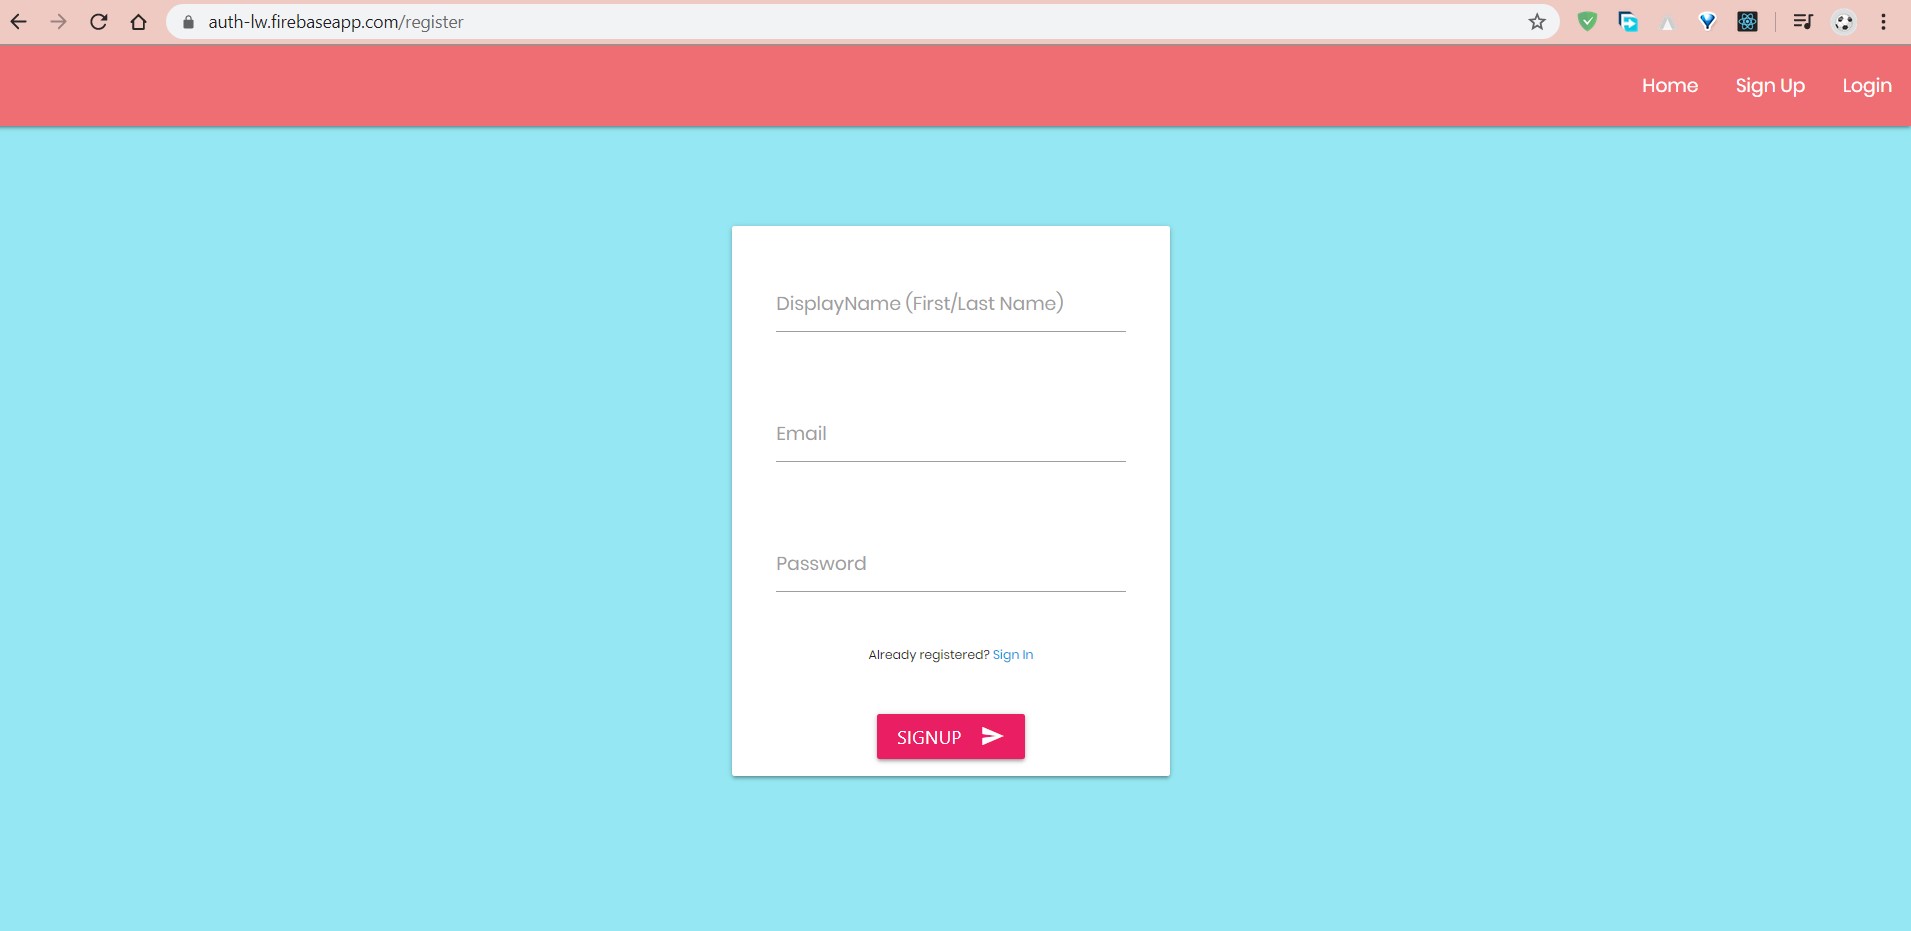 auth-lw.firebaseapp.com/register
Home Sign Up Login
DisplayName (First/Last Name)
Email
Password
Already registered? Sign In
SIGNUP